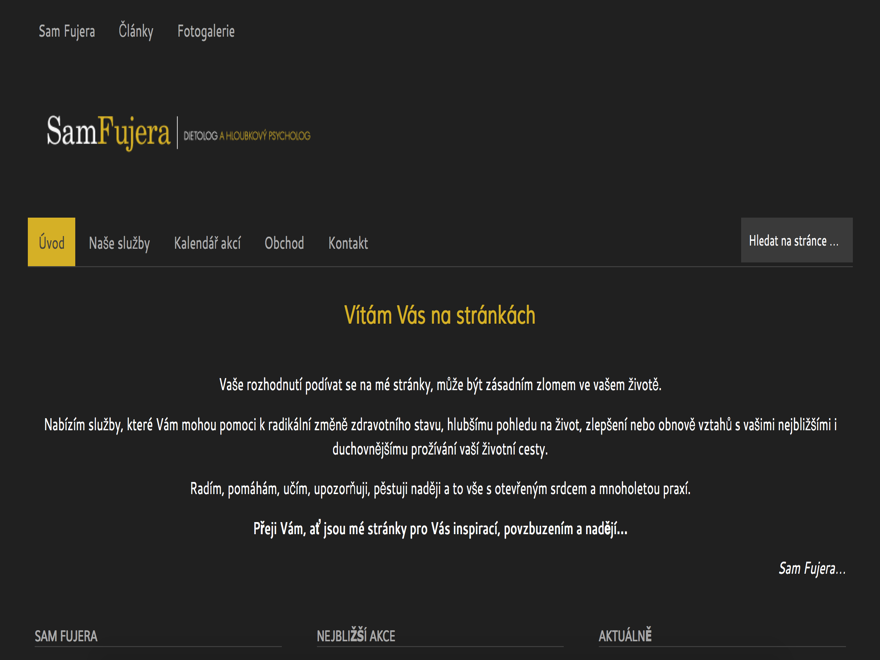 Sam Fujera Články Fotogalerie
SamFujera DIETOLOG A HLOUBKOVÝ PSYCHOLOG
Úvod Naše služby Kalendář akcí Obchod Kontakt Hledat na stránce ...
Vítám Vás na stránkách
Vaše rozhodnutí podívat se na mé stránky, může být zásadním zlomem ve vašem životě.
Nabízím služby, které Vám mohou pomoci k radikální změně zdravotního stavu, hlubšímu pohledu na život, zlepšení nebo obnově vztahů s vašimi nejbližšími i
duchovnějšímu prožívání vaší životní cesty.
Radím, pomáhám, učím, upozorňuji, pěstuji naději a to vše s otevřeným srdcem a mnoholetou praxí.
Přeji Vám, ať jsou mé stránky pro Vás inspirací, povzbuzením a nadějí...
Sam Fujera...
SAM FUJERA NEJBLIŽŠÍ AKCE AKTUÁLNĚ